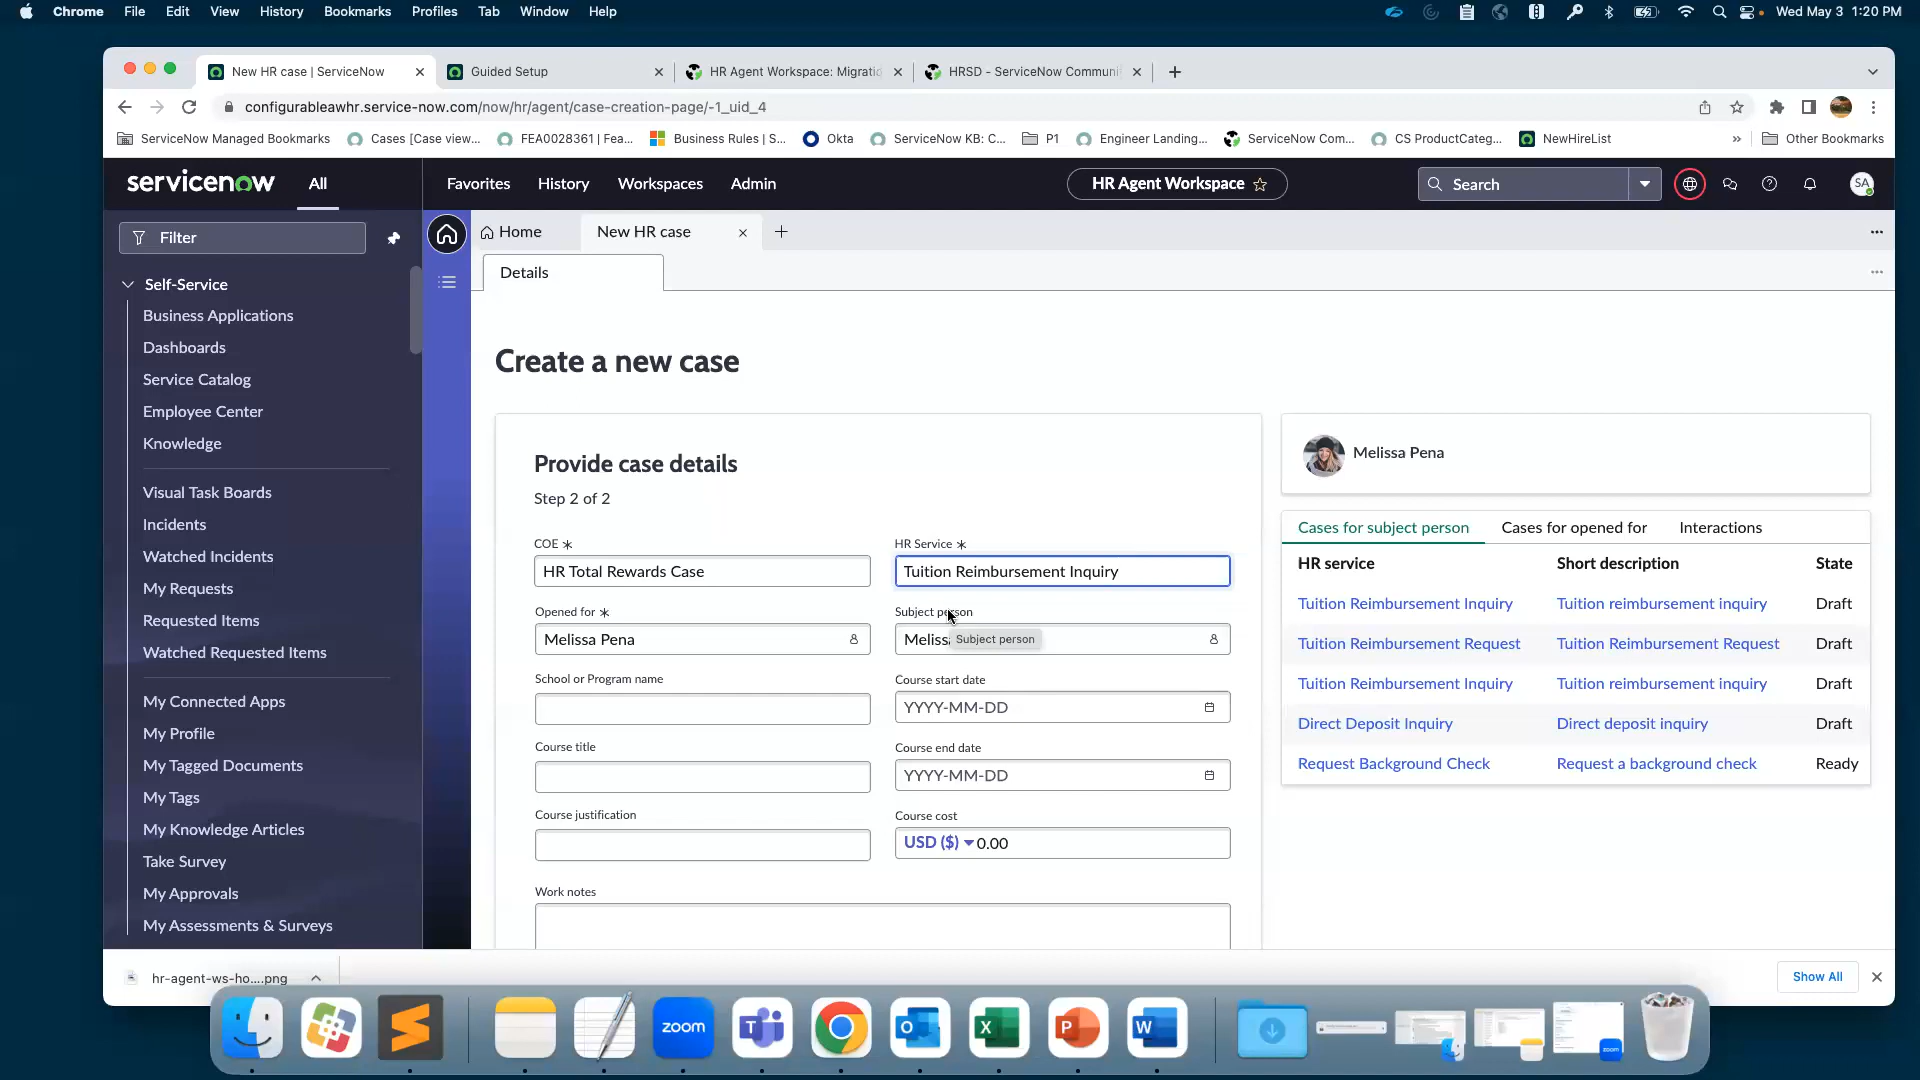 Chrome File Edit View History Bookmarks Profiles Tab Window Help Wed May 3 1:20 PM
New HR case | ServiceNow Guided Setup HR Agent Workspace: Migratic HRSD - ServiceNow Communi
configurableawhr.service-now.com/now/hr/agent/case-creation-page/-1_uid_4
ServiceNow Managed Bookmarks Cases [Case view... FEA0028361 | Fea... Business Rules | S... Okta ServiceNow KB: C... P1 Engineer Landing... ServiceNow Com... CS ProductCateg... NewHireList » Other Bookmarks
servicenow All Favorites History Workspaces Admin HR Agent Workspace Search SA
Filter
Home New HR case
Details
Self-Service
Business Applications
Dashboards
Service Catalog
Employee Center
Knowledge
Visual Task Boards
Incidents
Watched Incidents
My Requests
Requested Items
Watched Requested Items
My Connected Apps
My Profile
My Tagged Documents
My Tags
My Knowledge Articles
Take Survey
My Approvals
My Assessments & Surveys
Create a new case
Provide case details
Step 2 of 2
COE * HR Service *
HR Total Rewards Case Tuition Reimbursement Inquiry
Opened for * Subject person
Melissa Pena Melissa
Subject person
School or Program name Course start date
YYYY-MM-DD
Course title Course end date
YYYY-MM-DD
Course justification Course cost
USD ($) 0.00
Work notes
Melissa Pena
Cases for subject person Cases for opened for Interactions
HR service Short description State
Tuition Reimbursement Inquiry Tuition reimbursement inquiry Draft
Tuition Reimbursement Request Tuition Reimbursement Request Draft
Tuition Reimbursement Inquiry Tuition reimbursement inquiry Draft
Direct Deposit Inquiry Direct deposit inquiry Draft
Request Background Check Request a background check Ready
hr-agent-ws-ho....png Show All
zoom T O X P W
zoom